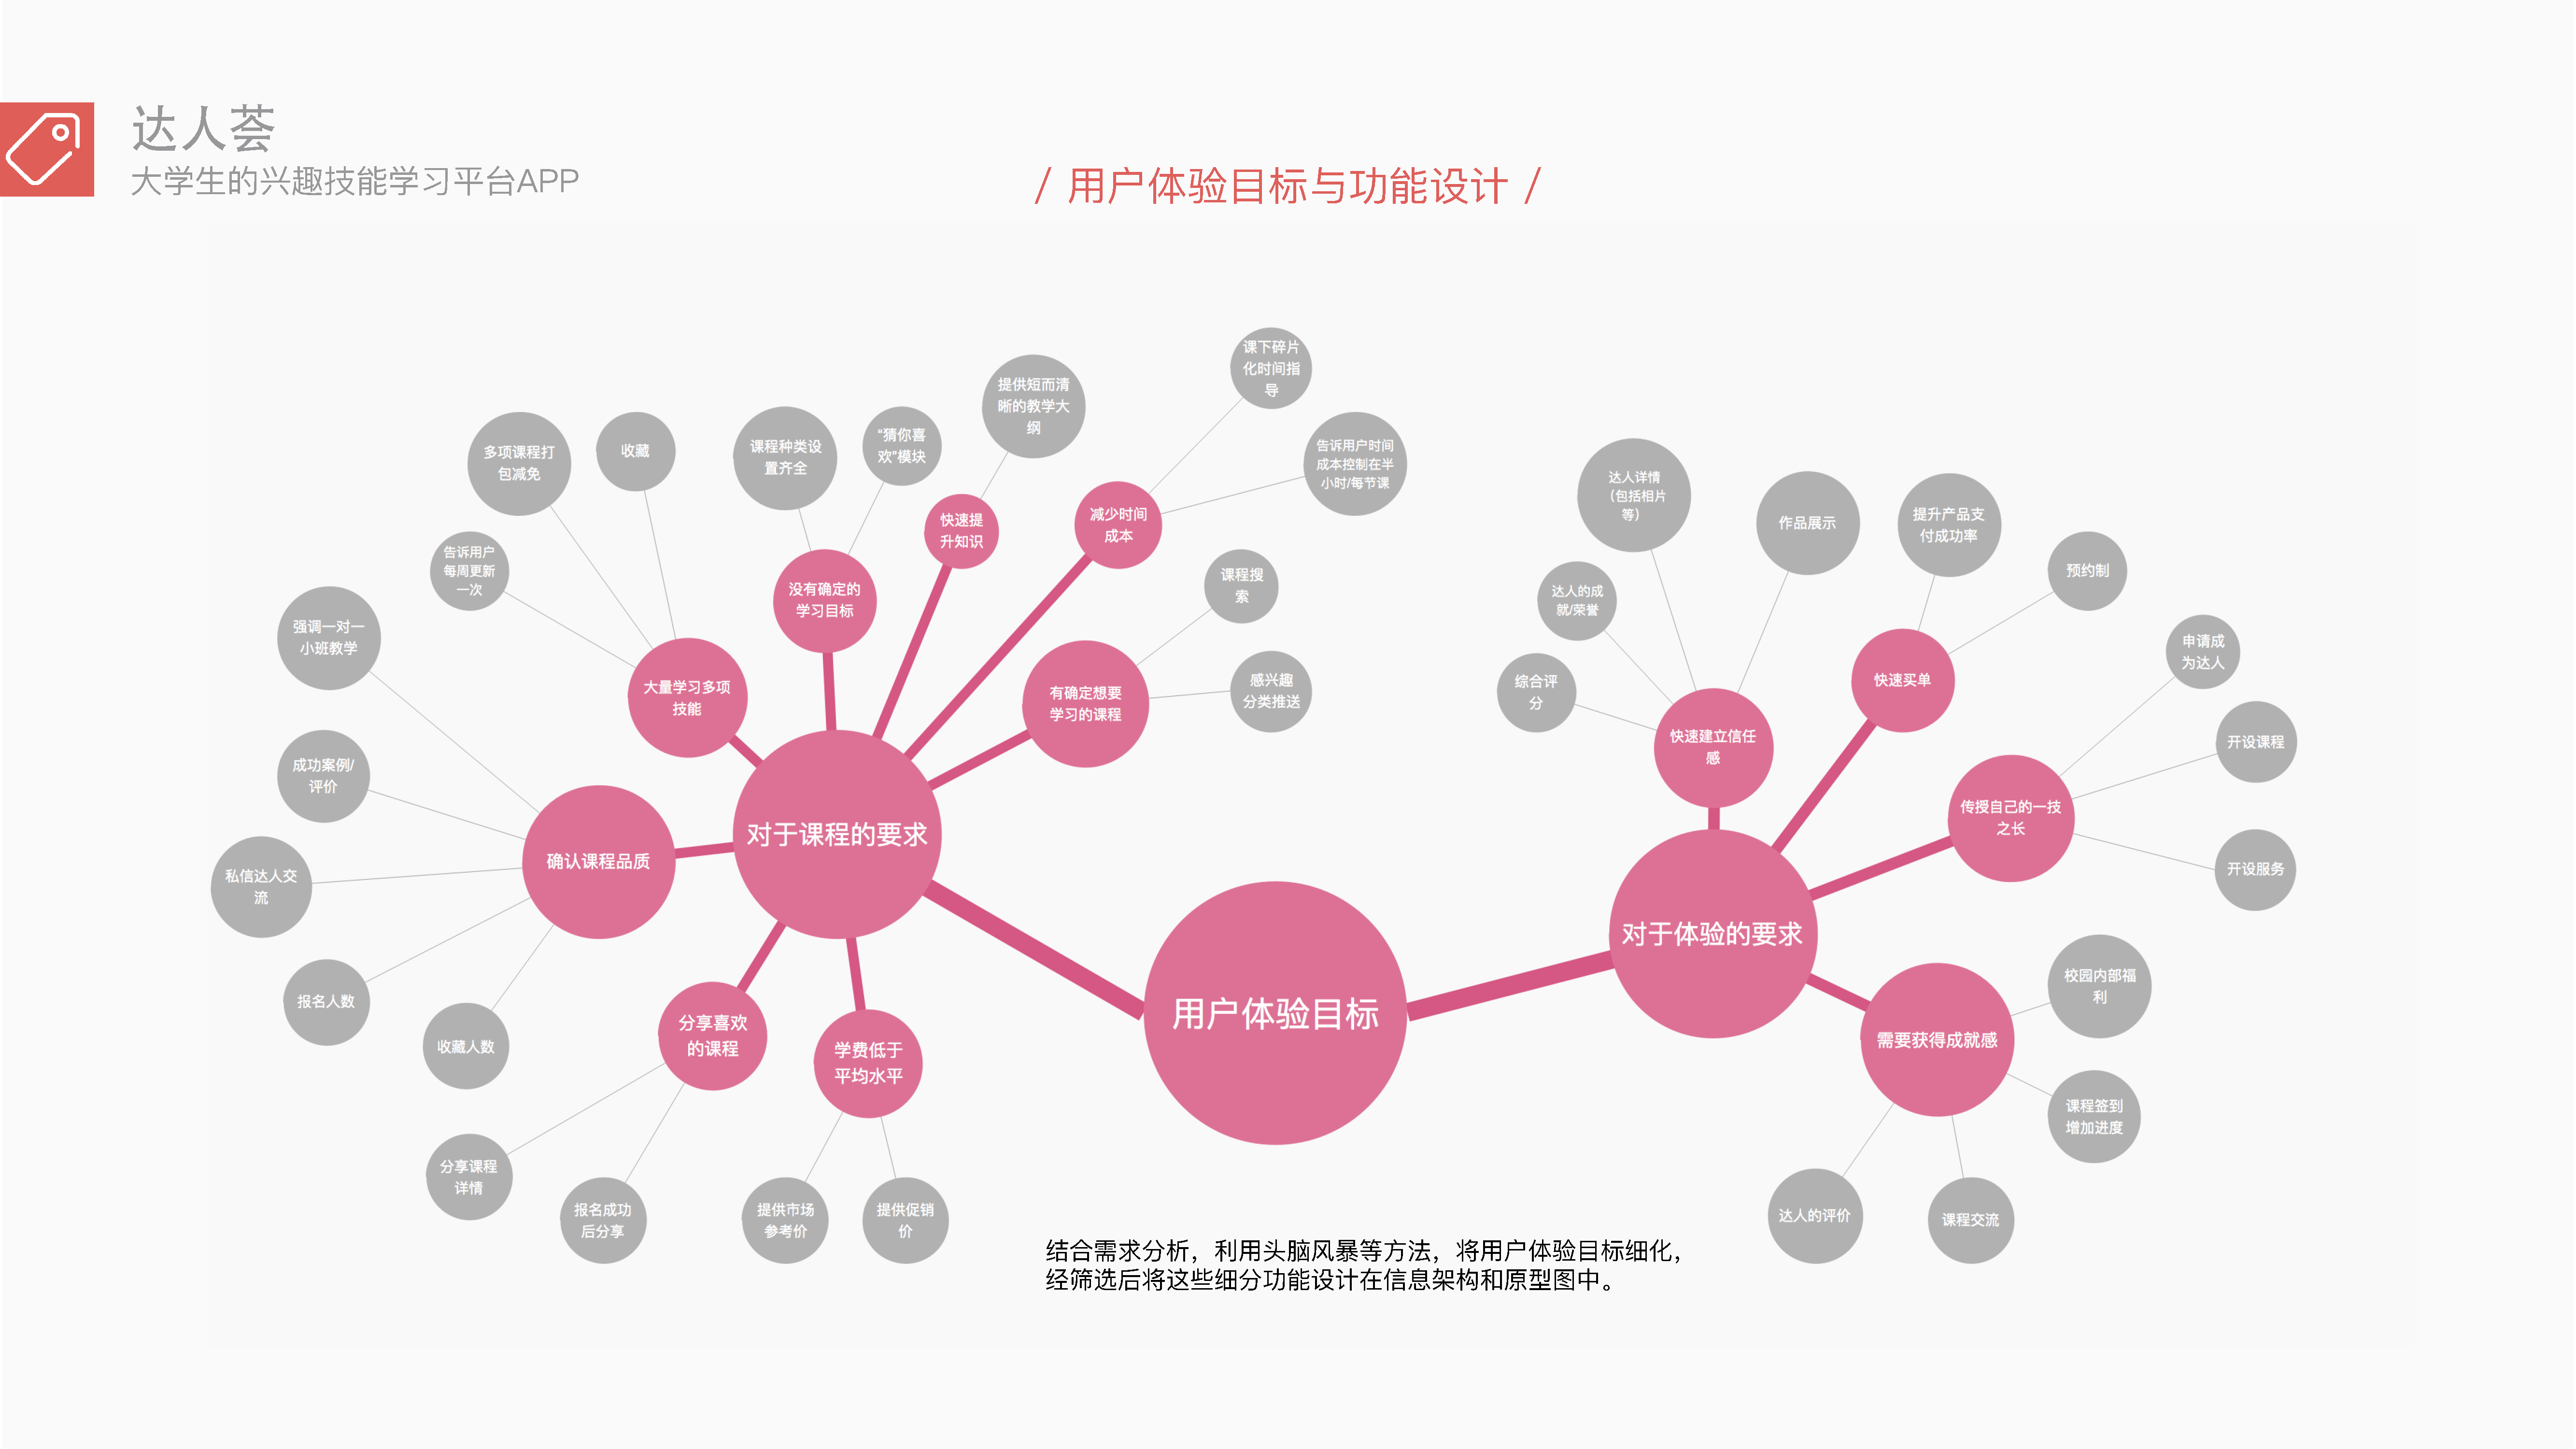 达人荟
大学生的兴趣技能学习平台APP
/ 用户体验目标与功能设计 /
课下碎片
化时间指
导
提供短而清
晰的教学大
纲
告诉用户时间
成本控制在半
小时/每节课
多项课程打
包减免
收藏
课程种类设
置齐全
“猜你喜
欢”模块
快速提
升知识
减少时间
成本
告诉用户
每周更新
一次
没有确定的
学习目标
课程搜
索
强调一对一
小班教学
大量学习多项
技能
有确定想要
学习的课程
感兴趣
分类推送
成功案例/
评价
确认课程品质
对于课程的要求
私信达人交
流
报名人数
收藏人数
分享喜欢
的课程
学费低于
平均水平
分享课程
详情
报名成功
后分享
提供市场
参考价
提供促销
价
用户体验目标
达人详情
（包括相片
等）
作品展示
提升产品支
付成功率
预约制
达人的成
就/荣誉
综合评
分
快速建立信任
感
快速买单
申请成
为达人
开设课程
传授自己的一技
之长
开设服务
对于体验的要求
校园内部福
利
需要获得成就感
课程签到
增加进度
达人的评价
课程交流
结合需求分析，利用头脑风暴等方法，将用户体验目标细化，
经筛选后将这些细分功能设计在信息架构和原型图中。